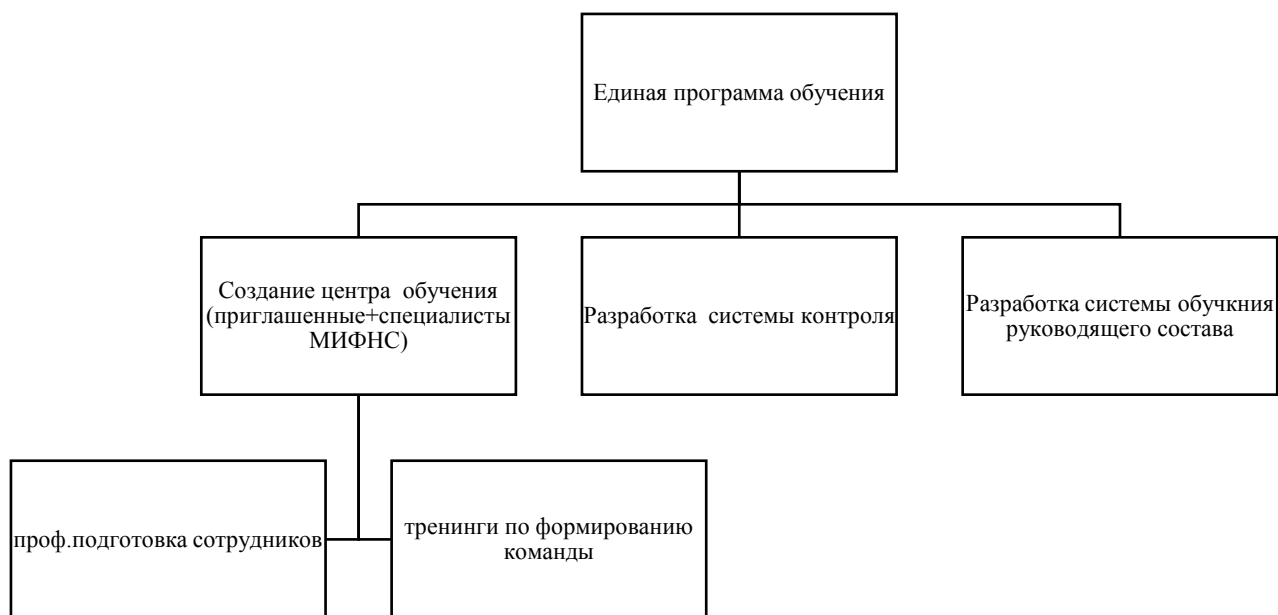 Единая программа обучения
Создание центра обучения
(приглашенные+специалисты
МИФНС)
Разработка системы контроля
Разработка системы обучкния
руководящего состава
проф.подготовка сотрудников
тренинги по формированию
команды